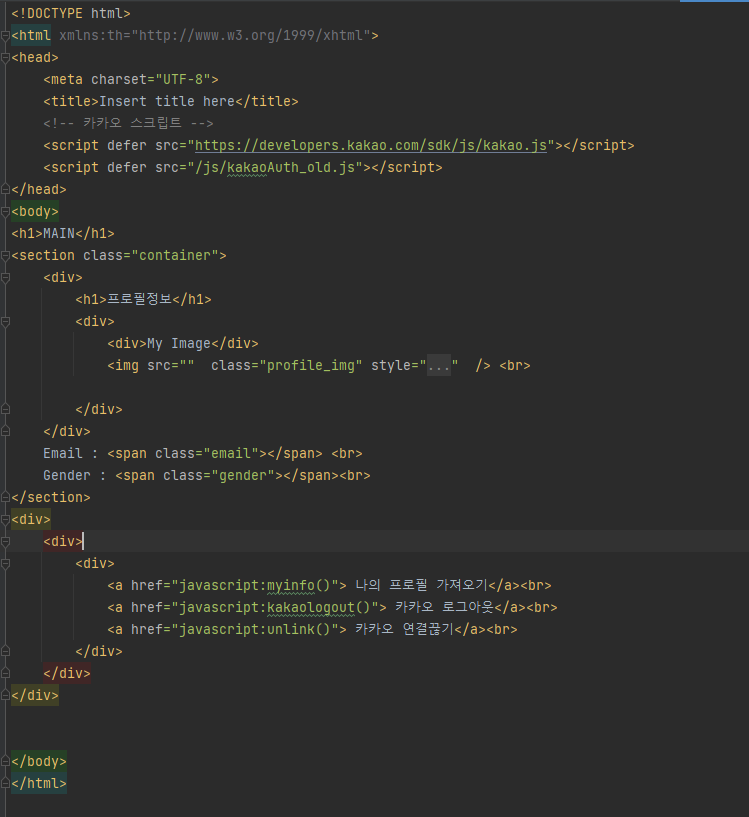 <!DOCTYPE html>
<html xmlns:th="http://www.w3.org/1999/xhtml">
<head>
    <meta charset="UTF-8">
    <title>Insert title here</title>
    <!-- 카카오 스크립트 -->
    <script defer src="https://developers.kakao.com/sdk/js/kakao.js"></script>
    <script defer src="/js/kakaoAuth_old.js"></script>
</head>
<body>
<h1>MAIN</h1>
<section class="container">
    <div>
        <h1>프로필정보</h1>
        <div>
            <div>My Image</div>
            <img src=""  class="profile_img" style="..."  /> <br>
        </div>
    </div>
    Email : <span class="email"></span> <br>
    Gender : <span class="gender"></span><br>
</section>
<div>
    <div>
        <div>
            <a href="javascript:myinfo()"> 나의 프로필 가져오기</a><br>
            <a href="javascript:kakaologout()"> 카카오 로그아웃</a><br>
            <a href="javascript:unlink()"> 카카오 연결끊기</a><br>
        </div>
    </div>
</div>
</body>
</html>